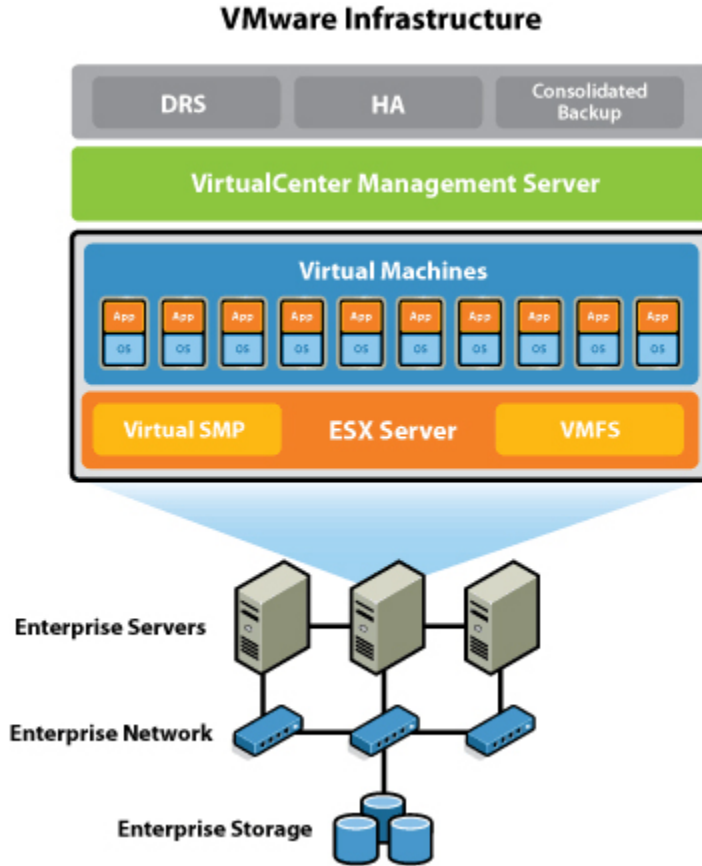 VMware Infrastructure
DRS
HA
Consolidated
Backup
VirtualCenter Management Server
Virtual Machines
App App App App App App App App App App
OS OS OS OS OS OS OS OS OS OS
Virtual SMP
ESX Server
VMFS
Enterprise Servers
Enterprise Network
Enterprise Storage